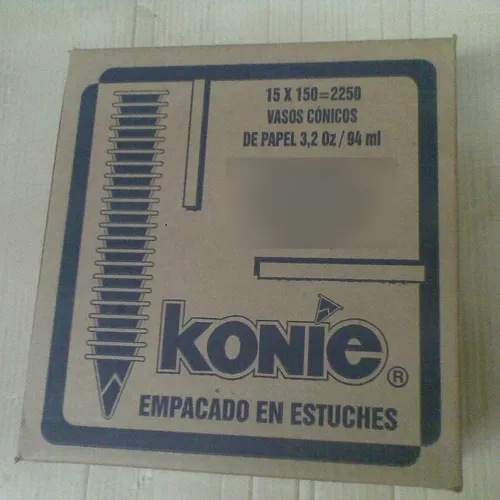 15 X 150=2250
VASOS CÓNICOS
DE PAPEL 3,2 Oz / 94 ml
KONIE®
EMPACADO EN ESTUCHES